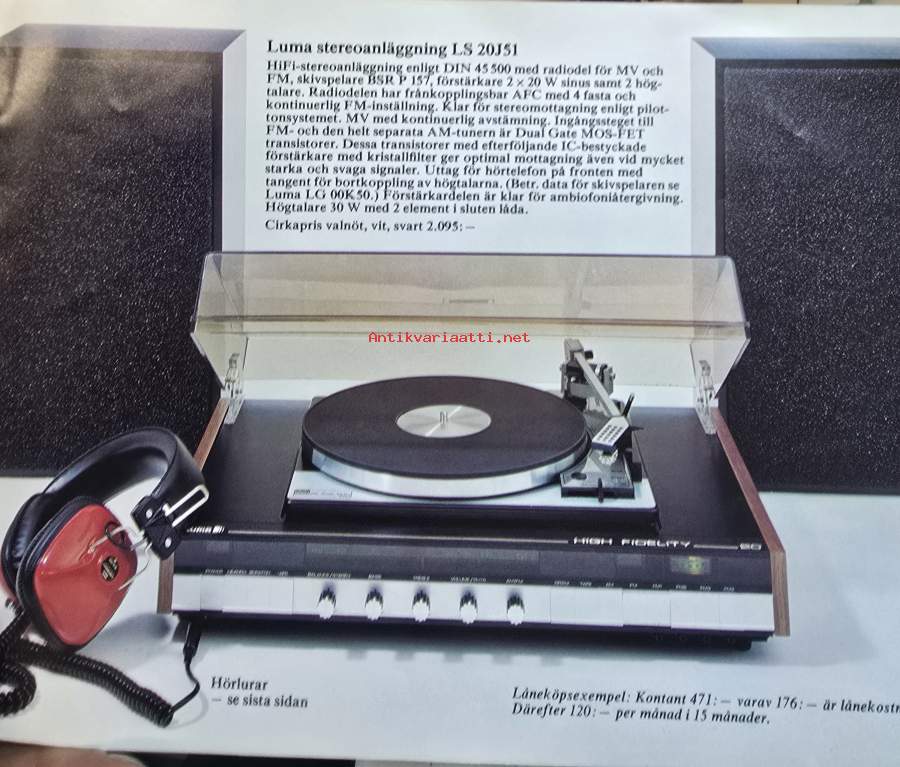 Luma stereoanläggning LS 20J51
HiFi-stereoanläggning enligt DIN 45 500 med radiodel för MV och
FM, skivspelare BSR P 157, förstärkare 2 × 20 W sinus samt 2 hög-
talare. Radiodelen har frånkopplingsbar AFC med 4 fasta och
kontinuerlig FM-inställning. Klar för stereomottagning enligt pilot-
tonsystemet. MV med kontinuerlig avstämning. Ingångssteget till
FM- och den helt separata AM-tunern är Dual Gate MOS-FET
transistorer. Dessa transistorer med efterföljande IC-bestyckade
förstärkare med kristallfilter ger optimal mottagning även vid mycket
starka och svaga signaler. Uttag för hörtelefon på fronten med
tangent för bortkoppling av högtalarna. (Betr. data för skivspelaren se
Luma LG 00K50.) Förstärkardelen är klar för ambiofoniåtergivning.
Högtalare 30 W med 2 element i sluten låda.
Cirkapris valnöt, vit, svart 2.095: –
Antikvariaatti.net
LUMA
HIGH FIDELITY 20
Hörlurar
– se sista sidan
Låneköpsexempel: Kontant 471: – varav 176: – är lånekostn
Därefter 120: – per månad i 15 månader.